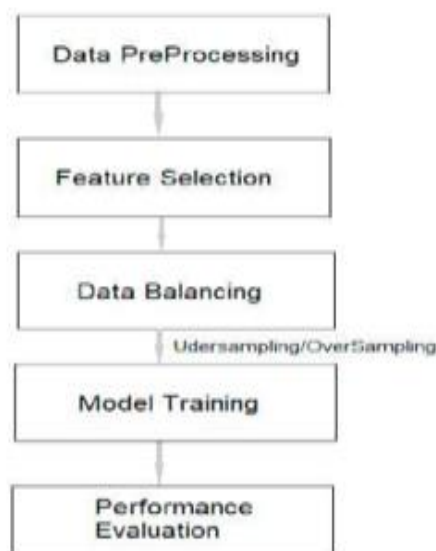 Data PreProcessing
Feature Selection
Data Balancing
Udersampling/OverSampling
Model Training
Performance
Evaluation